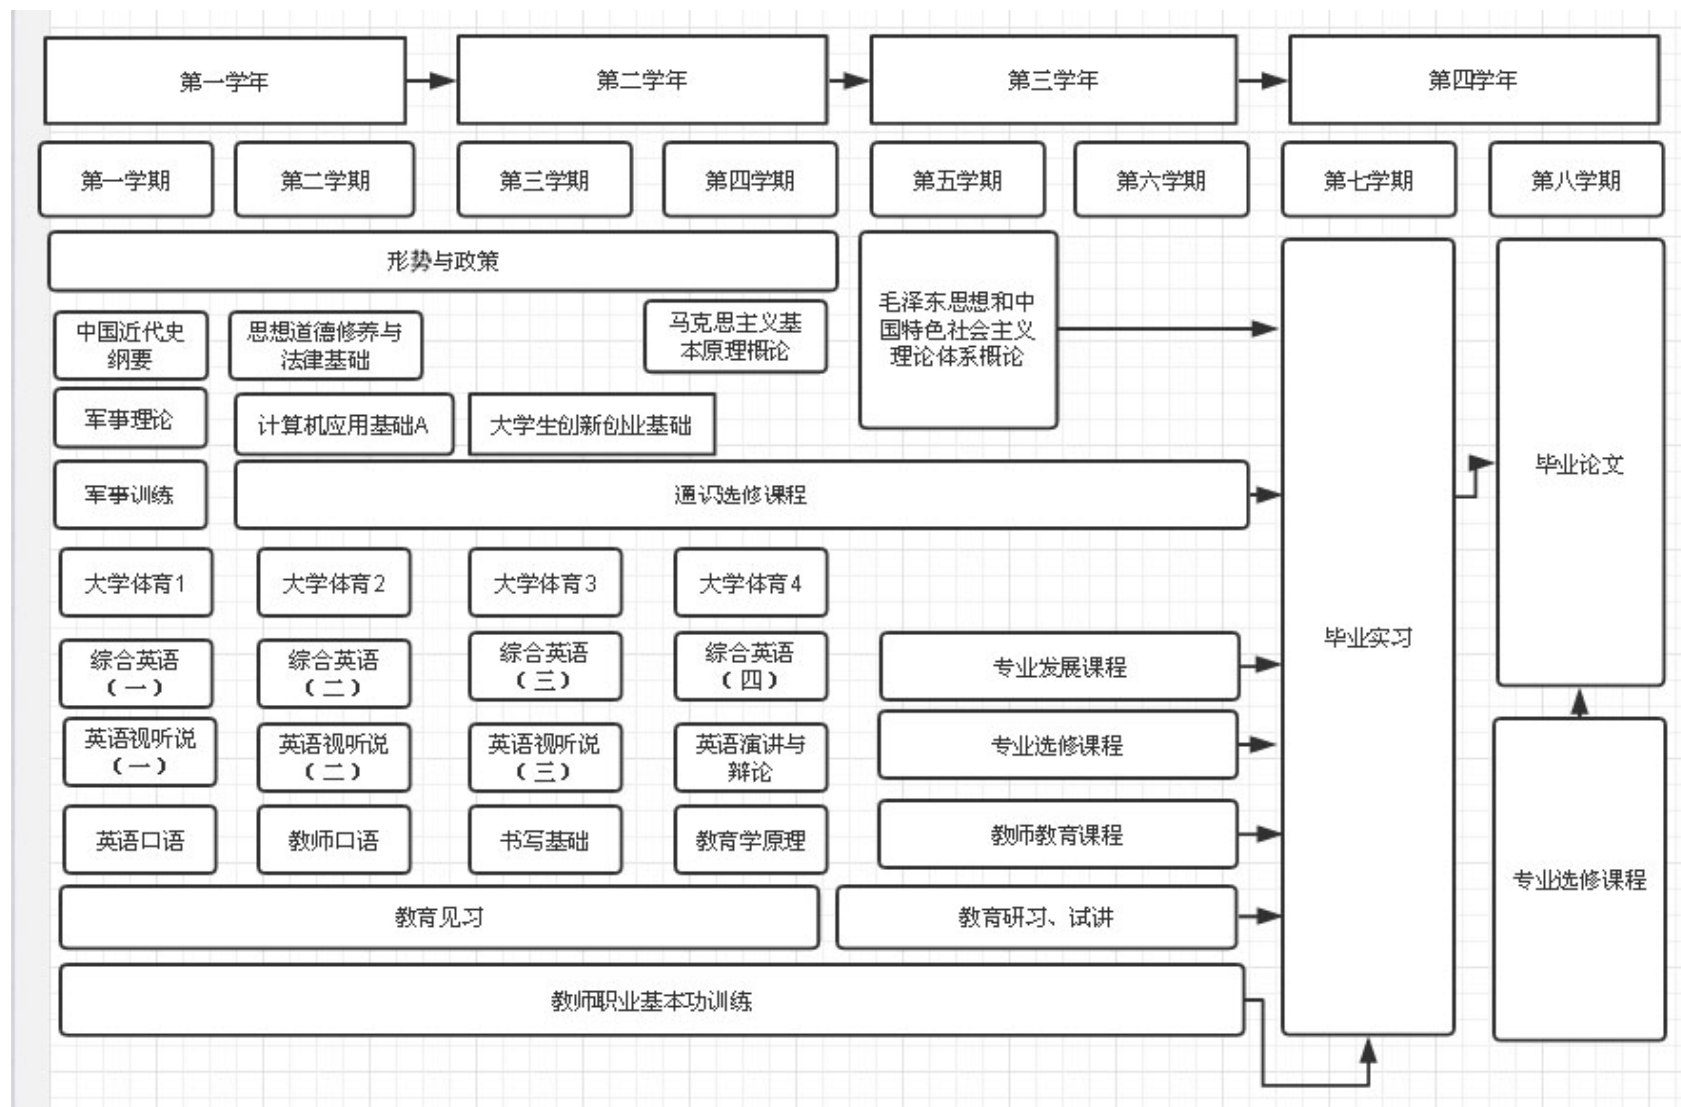 第一学年
第二学年
第三学年
第四学年
第一学期
第二学期
第三学期
第四学期
第五学期
第六学期
第七学期
第八学期
形势与政策
中国近代史
纲要
思想道德修养与
法律基础
马克思主义基
本原理概论
毛泽东思想和中
国特色社会主义
理论体系概论
军事理论
计算机应用基础A
大学生创新创业基础
军事训练
通识选修课程
毕业论文
大学体育1
大学体育2
大学体育3
大学体育4
毕业实习
综合英语
（一）
综合英语
（二）
综合英语
（三）
综合英语
（四）
专业发展课程
英语视听说
（一）
英语视听说
（二）
英语视听说
（三）
英语演讲与
辩论
专业选修课程
英语口语
教师口语
书写基础
教育学原理
教师教育课程
专业选修课程
教育见习
教育研习、试讲
教师职业基本功训练